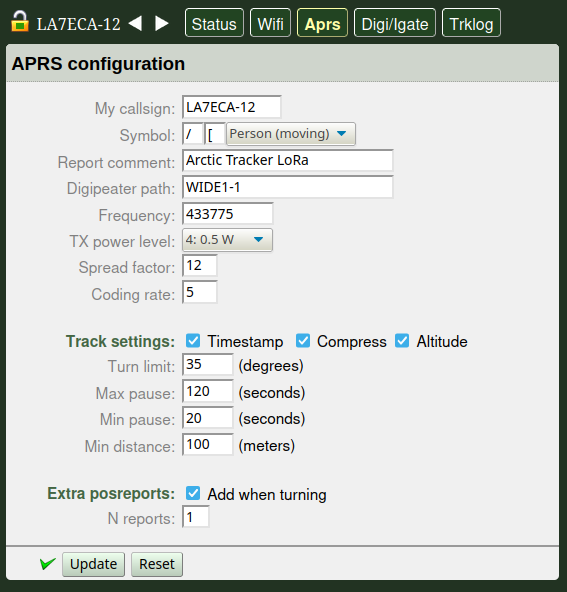 LA7ECA-12 ◀ ▶ Status Wifi Aprs Digi/Igate Trklog
APRS configuration
My callsign: LA7ECA-12
Symbol: / [ Person (moving)
Report comment: Arctic Tracker LoRa
Digipeater path: WIDE1-1
Frequency: 433775
TX power level: 4: 0.5 W
Spread factor: 12
Coding rate: 5
Track settings: Timestamp Compress Altitude
Turn limit: 35 (degrees)
Max pause: 120 (seconds)
Min pause: 20 (seconds)
Min distance: 100 (meters)
Extra posreports: Add when turning
N reports: 1
Update Reset